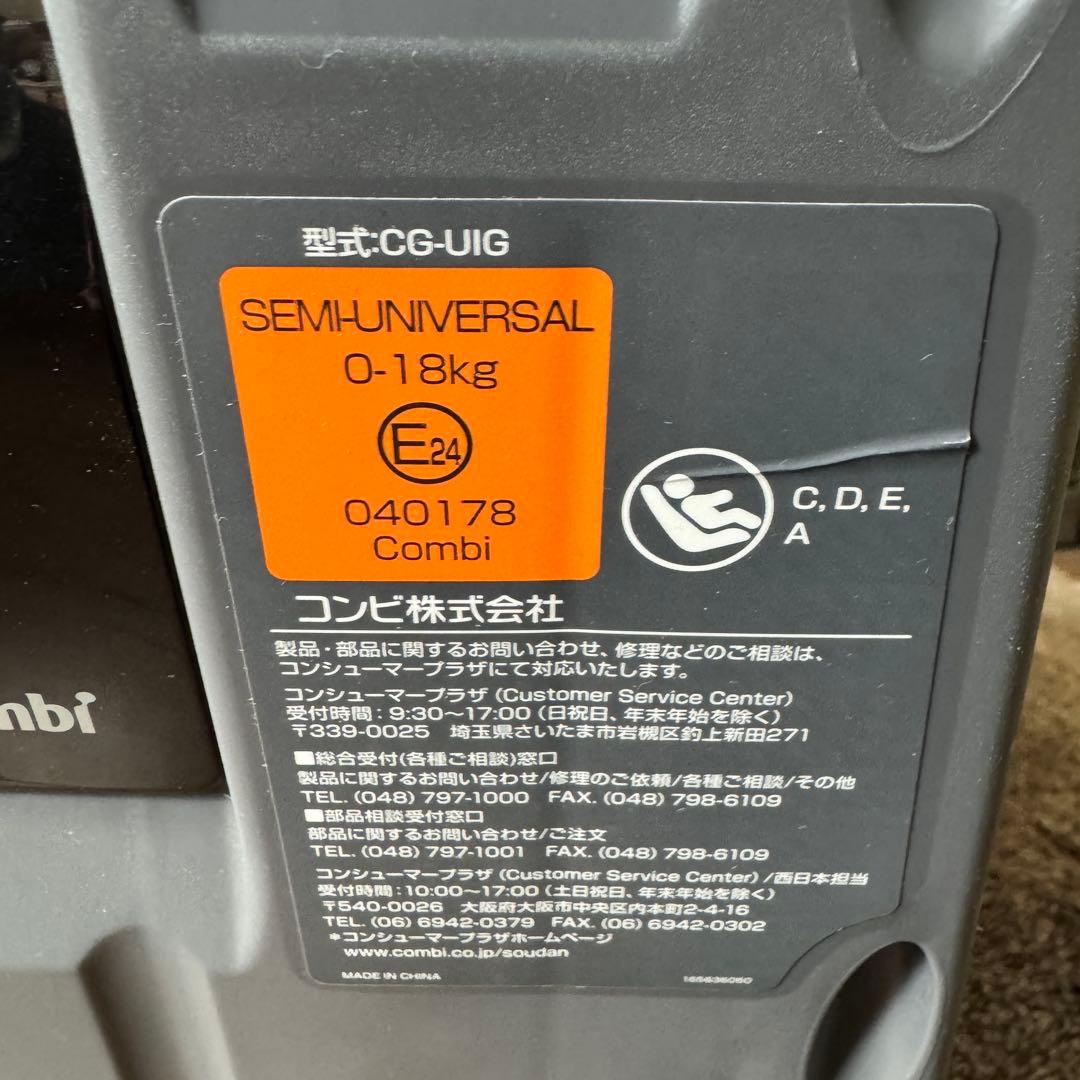 型式:CG-UIG
SEMI-UNIVERSAL
0-18kg
E24
040178
Combi
C, D, E,
A
コンビ株式会社
製品・部品に関するお問い合わせ、修理などのご相談は、
コンシューマープラザにて対応いたします。
コンシューマープラザ (Customer Service Center)
受付時間:9:30〜17:00 (日祝日、年末年始を除く)
〒339-0025 埼玉県さいたま市岩槻区釣上新田271
■総合受付(各種ご相談)窓口
製品に関するお問い合わせ/修理のご依頼/各種ご相談/その他
TEL. (048) 797-1000 FAX. (048) 798-6109
■部品相談受付窓口
部品に関するお問い合わせ/ご注文
TEL. (048) 797-1001 FAX. (048) 798-6109
コンシューマープラザ (Customer Service Center) /西日本担当
受付時間:10:00〜17:00 (土日祝日、年末年始を除く)
〒540-0026 大阪府大阪市中央区内本町2-4-16
TEL. (06) 6942-0379 FAX. (06) 6942-0302
*コンシューマープラザホームページ
www.combi.co.jp/soudan
MADE IN CHINA
mbi